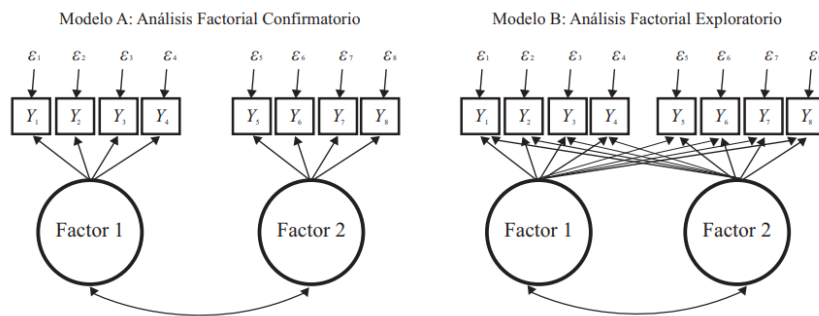 Modelo A: Análisis Factorial Confirmatorio
ε₁ ε₂ ε₃ ε₄ ε₅ ε₆ ε₇ ε₈
Y₁ Y₂ Y₃ Y₄ Y₅ Y₆ Y₇ Y₈
Factor 1 Factor 2
Modelo B: Análisis Factorial Exploratorio
ε₁ ε₂ ε₃ ε₄ ε₅ ε₆ ε₇ ε
Y₁ Y₂ Y₃ Y₄ Y₅ Y₆ Y₇ Y₈
Factor 1 Factor 2